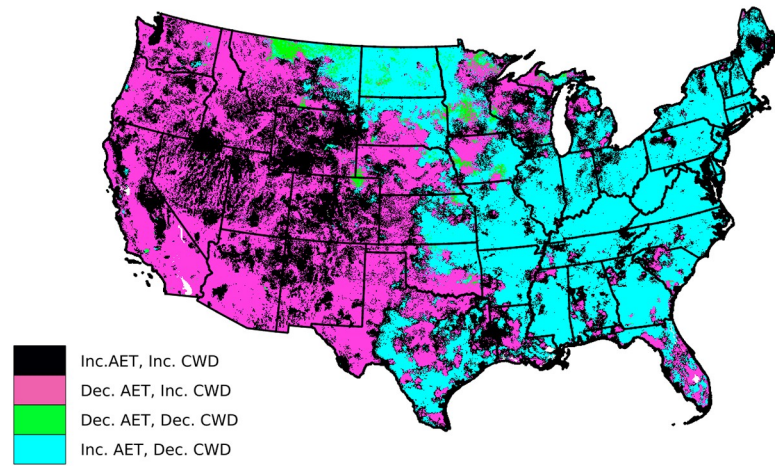 Inc.AET, Inc. CWD
Dec. AET, Inc. CWD
Dec. AET, Dec. CWD
Inc. AET, Dec. CWD